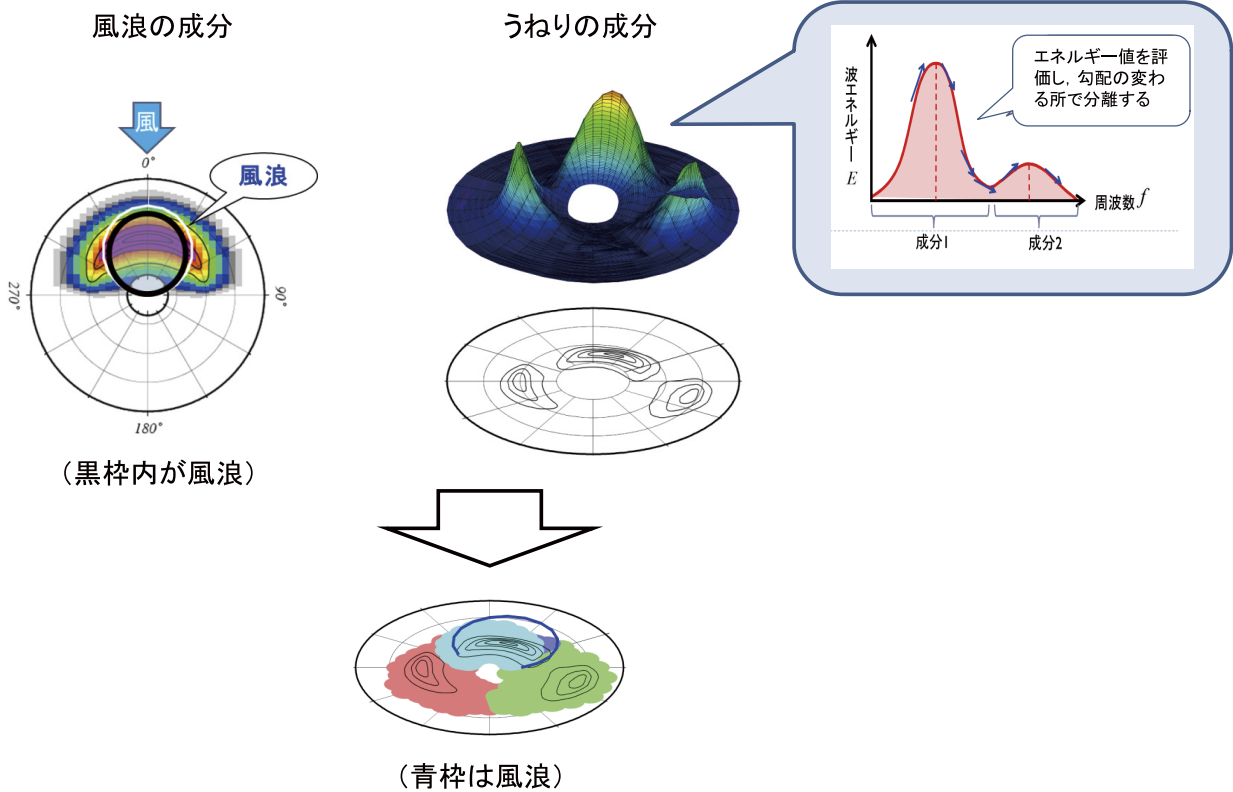 風浪の成分
うねりの成分
風
0°
風浪
270°
90°
180°
(黒枠内が風浪)
波エネルギー E
エネルギー値を評
価し，勾配の変わ
る所で分離する
周波数 f
成分1
成分2
(青枠は風浪)